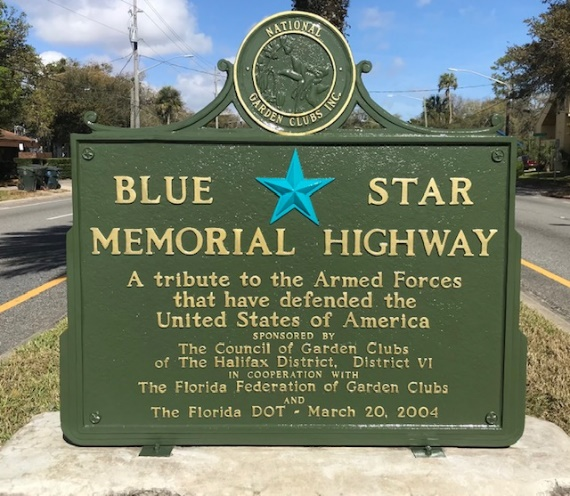 NATIONAL
GARDEN CLUBS INC.
BLUE STAR
MEMORIAL HIGHWAY
A tribute to the Armed Forces
that have defended the
United States of America
SPONSORED BY
The Council of Garden Clubs
of The Halifax District, District VI
IN COOPERATION WITH
The Florida Federation of Garden Clubs
AND
The Florida DOT - March 20, 2004